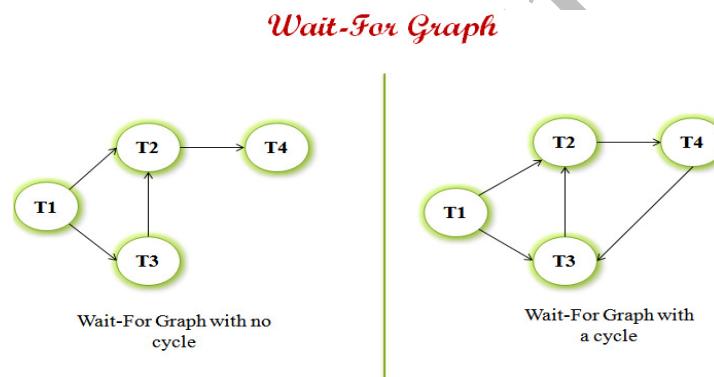 Wait-For Graph
T2
T4
T1
T3
Wait-For Graph with no
cycle
T2
T4
T1
T3
Wait-For Graph with
a cycle